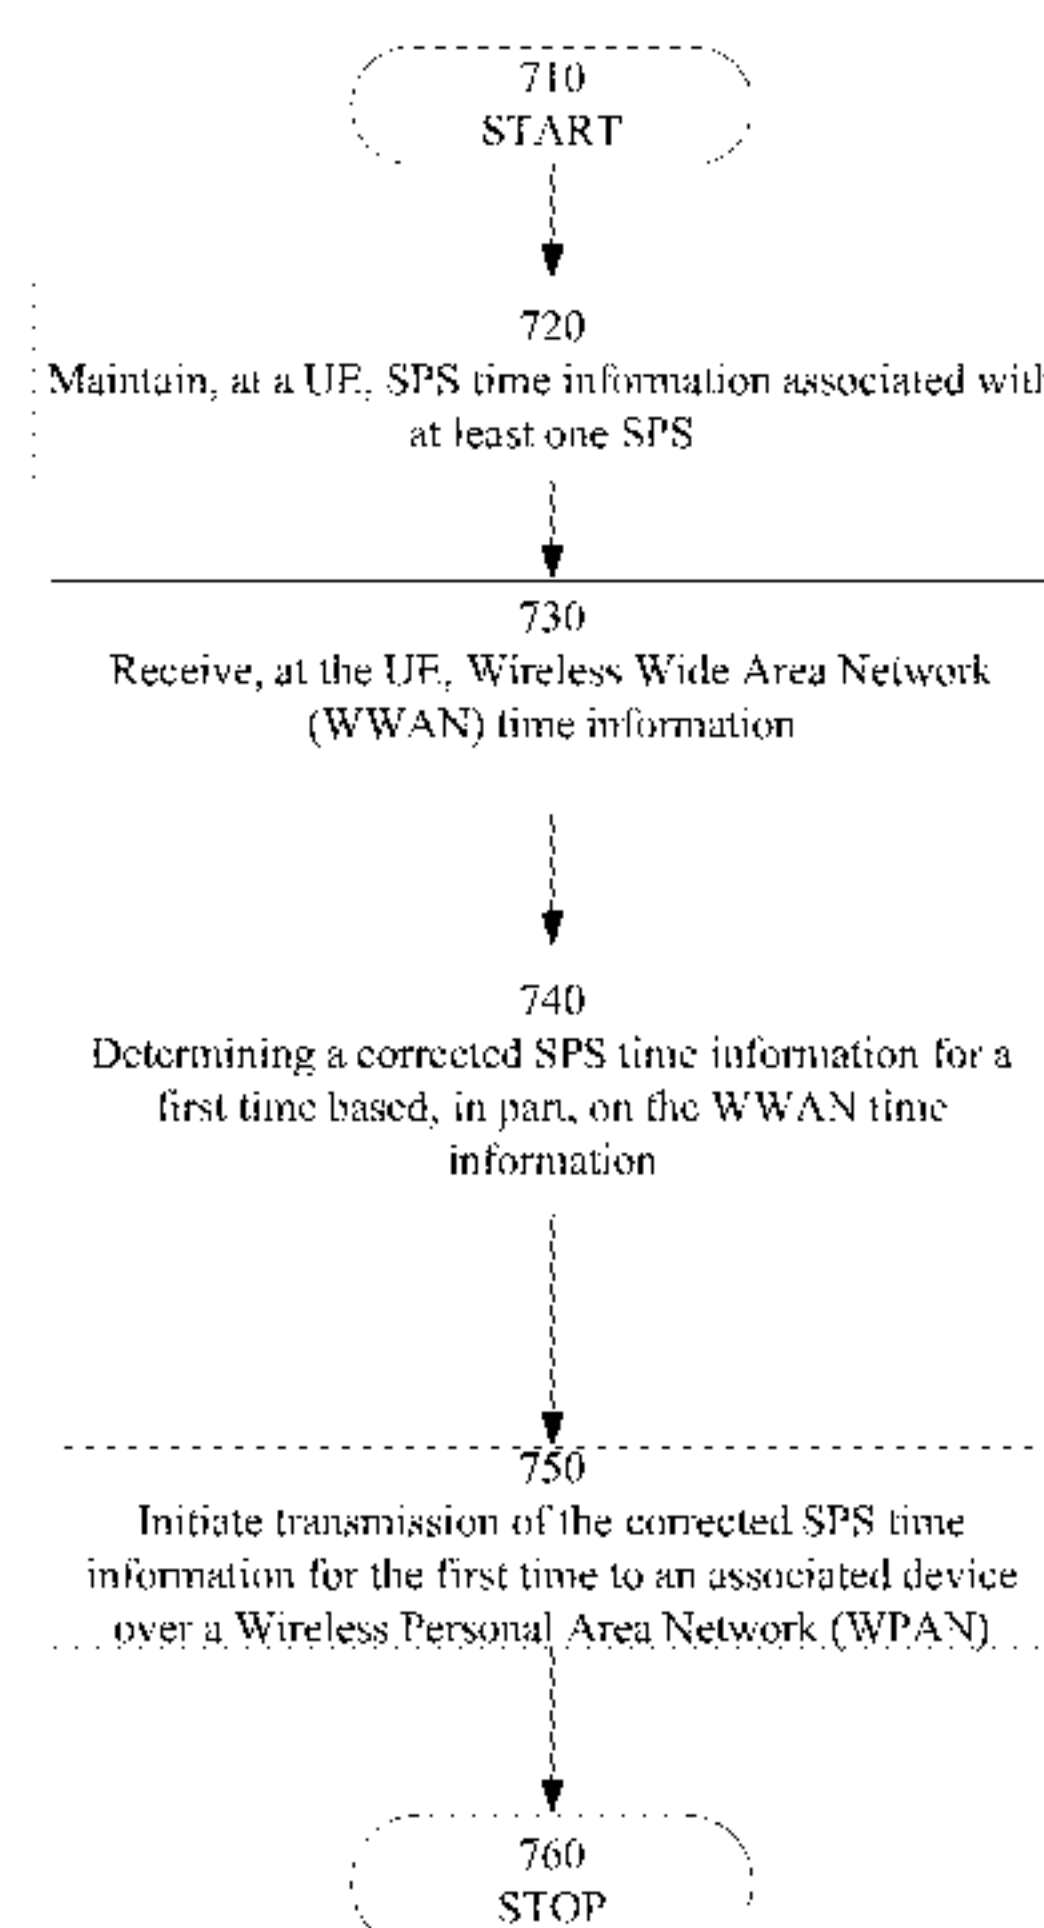 710
START
720
Maintain, at a UE, SPS time information associated with
at least one SPS
730
Receive, at the UE, Wireless Wide Area Network
(WWAN) time information
740
Determining a corrected SPS time information for a
first time based, in part, on the WWAN time
information
750
Initiate transmission of the corrected SPS time
information for the first time to an associated device
over a Wireless Personal Area Network (WPAN)
760
STOP